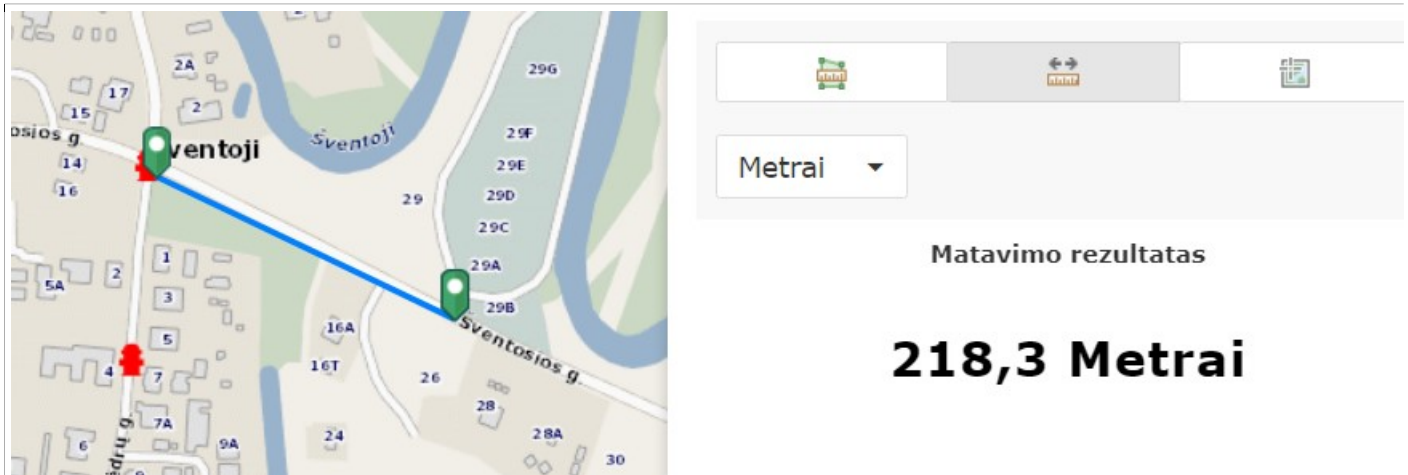 2A
29G
17
2
15
Šventoji
29F
osios g.
ventoji
14
29E
16
29
29D
29C
1
29A
2
5A
3
29B
16A
Šventosios g.
5
4
7
16T
26
28
7A
24
28A
6
9A
30
ėdrų g.
Metrai
Matavimo rezultatas
218,3 Metrai